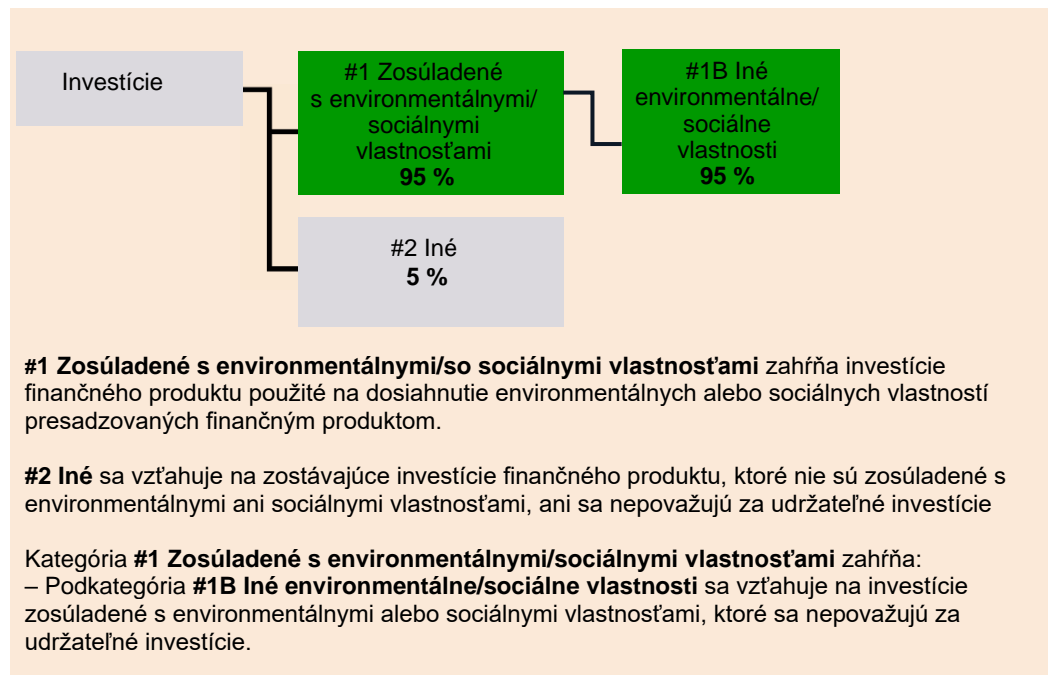 Investície
#1 Zosúladené
s environmentálnymi/
sociálnymi
vlastnosťami
95 %
#1B Iné
environmentálne/
sociálne
vlastnosti
95 %
#2 Iné
5 %
#1 Zosúladené s environmentálnymi/so sociálnymi vlastnosťami zahŕňa investície
finančného produktu použité na dosiahnutie environmentálnych alebo sociálnych vlastností
presadzovaných finančným produktom.
#2 Iné sa vzťahuje na zostávajúce investície finančného produktu, ktoré nie sú zosúladené s
environmentálnymi ani sociálnymi vlastnosťami, ani sa nepovažujú za udržateľné investície
Kategória #1 Zosúladené s environmentálnymi/sociálnymi vlastnosťami zahŕňa:
– Podkategória #1B Iné environmentálne/sociálne vlastnosti sa vzťahuje na investície
zosúladené s environmentálnymi alebo sociálnymi vlastnosťami, ktoré sa nepovažujú za
udržateľné investície.